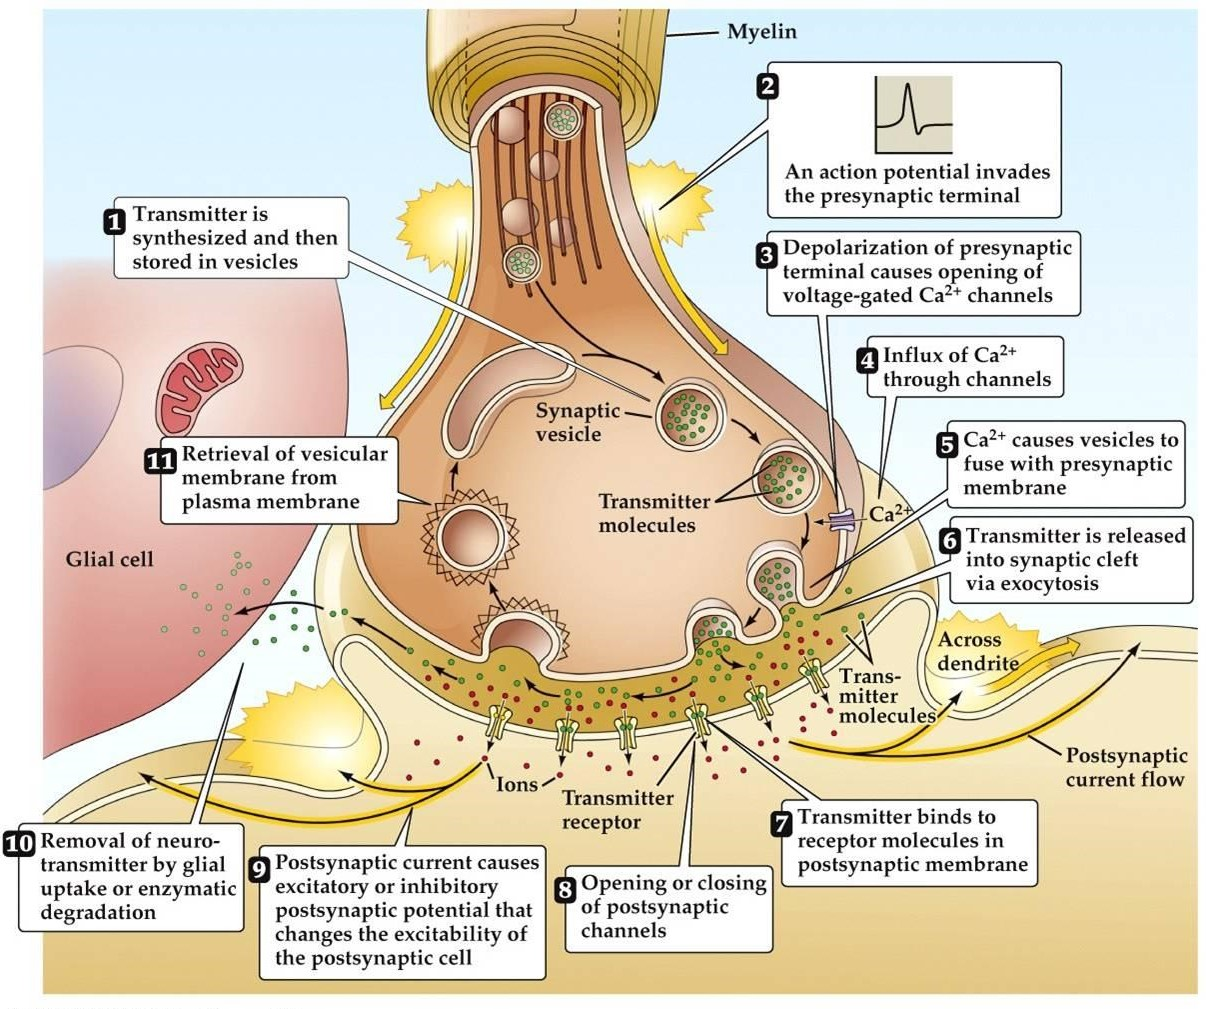 Myelin
2
An action potential invades
the presynaptic terminal
1 Transmitter is
synthesized and then
stored in vesicles
3 Depolarization of presynaptic
terminal causes opening of
voltage-gated Ca2+ channels
4 Influx of Ca2+
through channels
Synaptic
vesicle
5 Ca2+ causes vesicles to
fuse with presynaptic
membrane
11 Retrieval of vesicular
membrane from
plasma membrane
Transmitter
molecules
Ca2+
6 Transmitter is released
into synaptic cleft
via exocytosis
Glial cell
Across
dendrite
Trans-
mitter
molecules
Postsynaptic
current flow
Ions
Transmitter
receptor
7 Transmitter binds to
receptor molecules in
postsynaptic membrane
10 Removal of neuro-
transmitter by glial
uptake or enzymatic
degradation
9 Postsynaptic current causes
excitatory or inhibitory
postsynaptic potential that
changes the excitability of
the postsynaptic cell
8 Opening or closing
of postsynaptic
channels